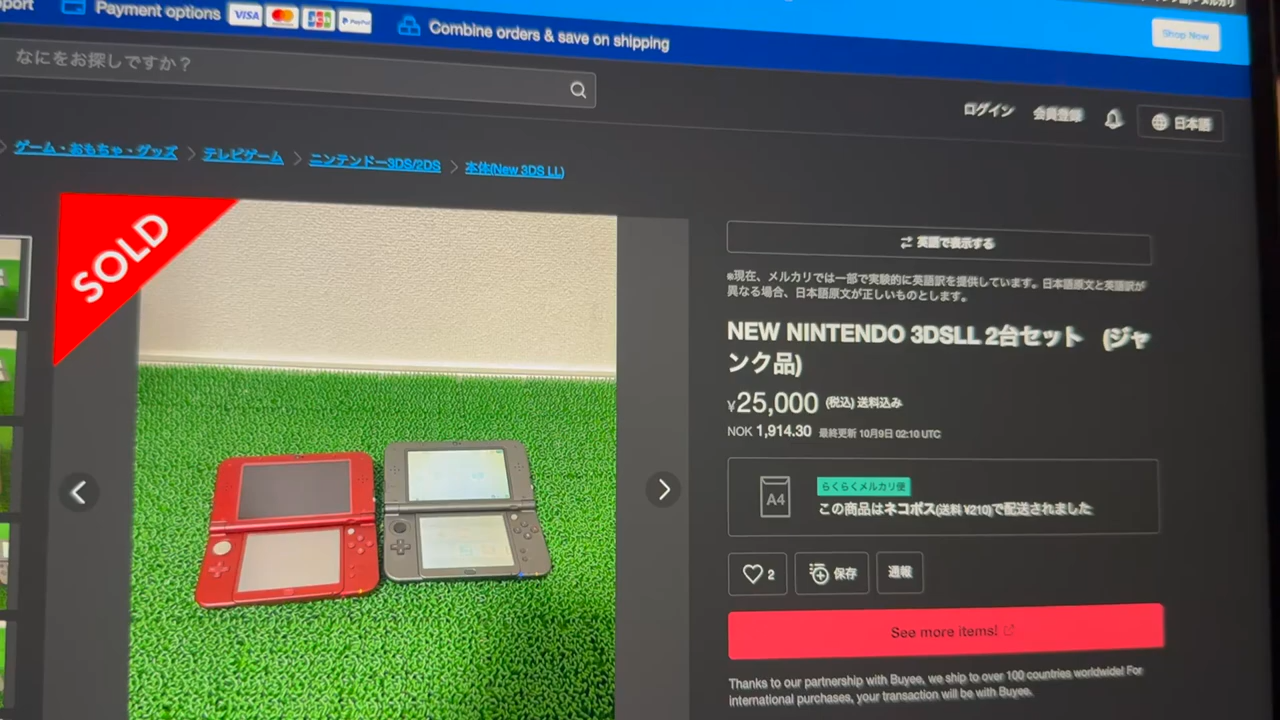 Payment options
VISA
JCB
PayPal
Combine orders & save on shipping
Shop Now
なにをお探しですか？
ログイン
会員登録
日本語
ゲーム・おもちゃ・グッズ
テレビゲーム
ニンテンドー3DS/2DS
本体(New 3DS LL)
SOLD
英語で表示する
※現在、メルカリでは一部で実験的に英語訳を提供しています。日本語原文と英語訳が
異なる場合、日本語原文が正しいものとします。
NEW NINTENDO 3DSLL 2台セット (ジャ
ンク品)
¥25,000 (税込) 送料込み
NOK 1,914.30 最終更新 10月9日 02:10 UTC
A4
らくらくメルカリ便
この商品はネコポス(送料 ¥210)で配送されました
2
保存
通報
See more items!
Thanks to our partnership with Buyee, we ship to over 100 countries worldwide! For
international purchases, your transaction will be with Buyee.